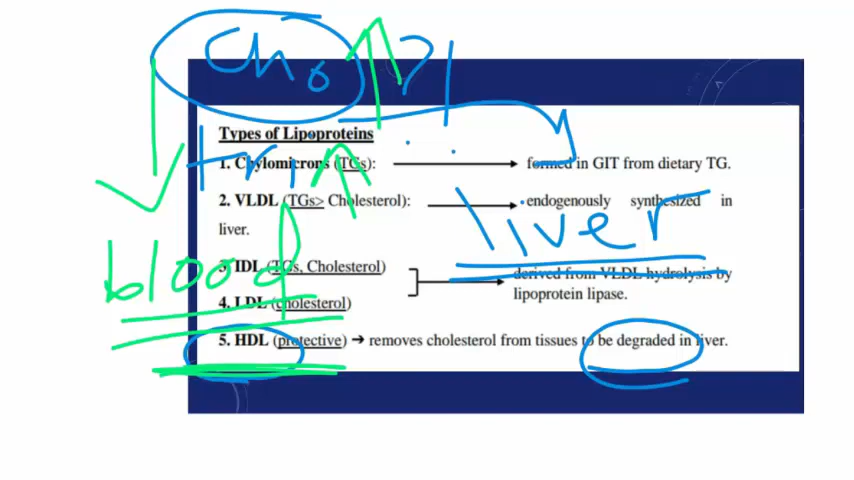 Cho
Types of Lipoproteins
tri
1. Chylomicrons (TGs): formed in GIT from dietary TG.
2. VLDL (TGs> Cholesterol): endogenously synthesized in
liver.
liver
blood
3. IDL (TGs, Cholesterol)
derived from VLDL hydrolysis by
lipoprotein lipase.
4. LDL (cholesterol)
5. HDL (protective) → removes cholesterol from tissues to be degraded in liver.